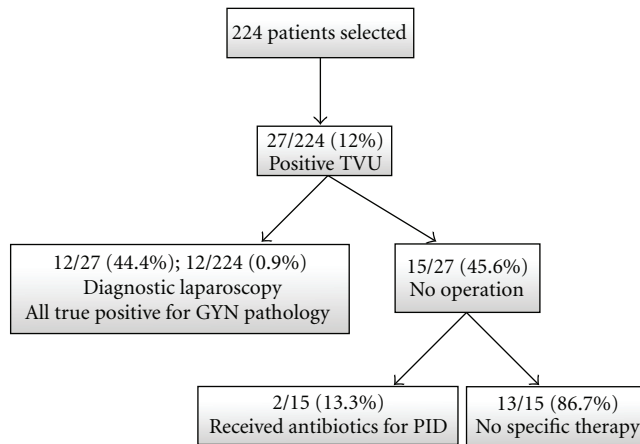 224 patients selected
27/224 (12%)
Positive TVU
12/27 (44.4%); 12/224 (0.9%)
Diagnostic laparoscopy
All true positive for GYN pathology
15/27 (45.6%)
No operation
2/15 (13.3%)
Received antibiotics for PID
13/15 (86.7%)
No specific therapy